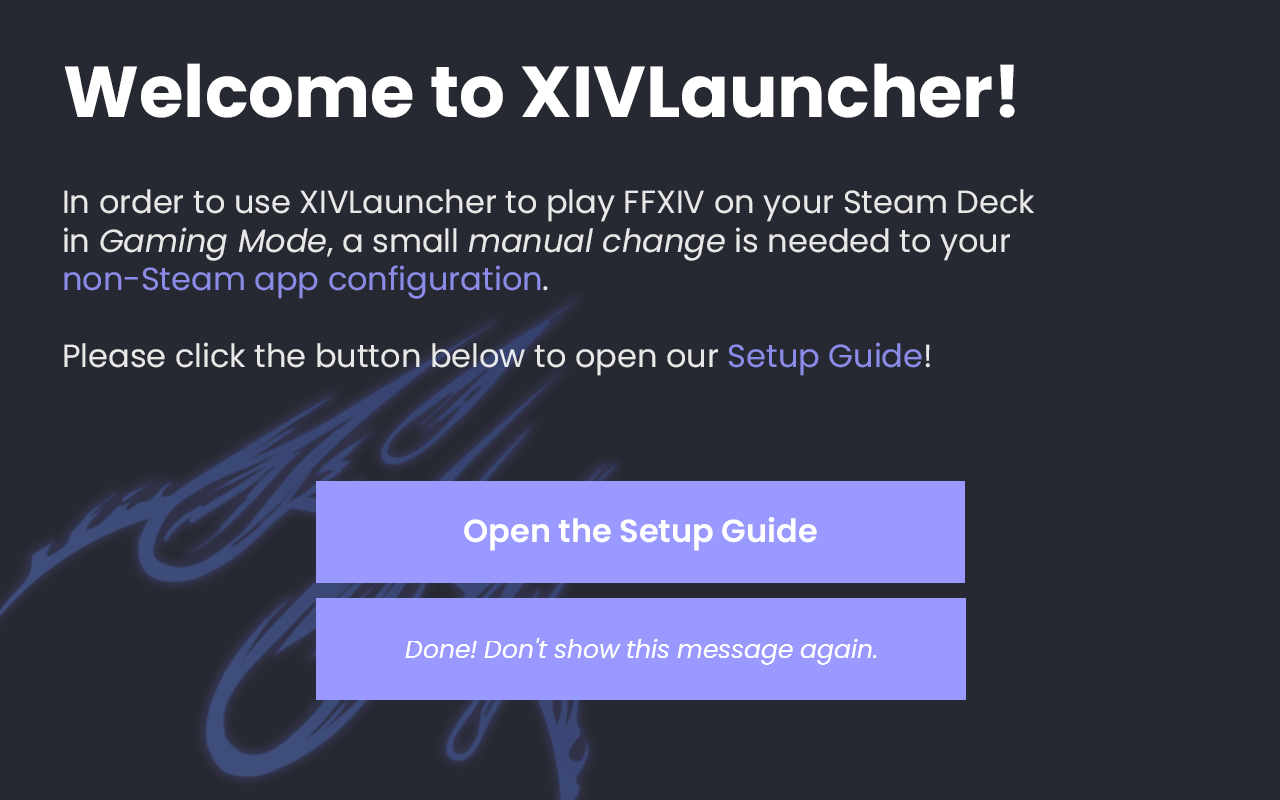 Welcome to XIVLauncher!
In order to use XIVLauncher to play FFXIV on your Steam Deck
in Gaming Mode, a small manual change is needed to your
non-Steam app configuration.
Please click the button below to open our Setup Guide!
Open the Setup Guide
Done! Don't show this message again.